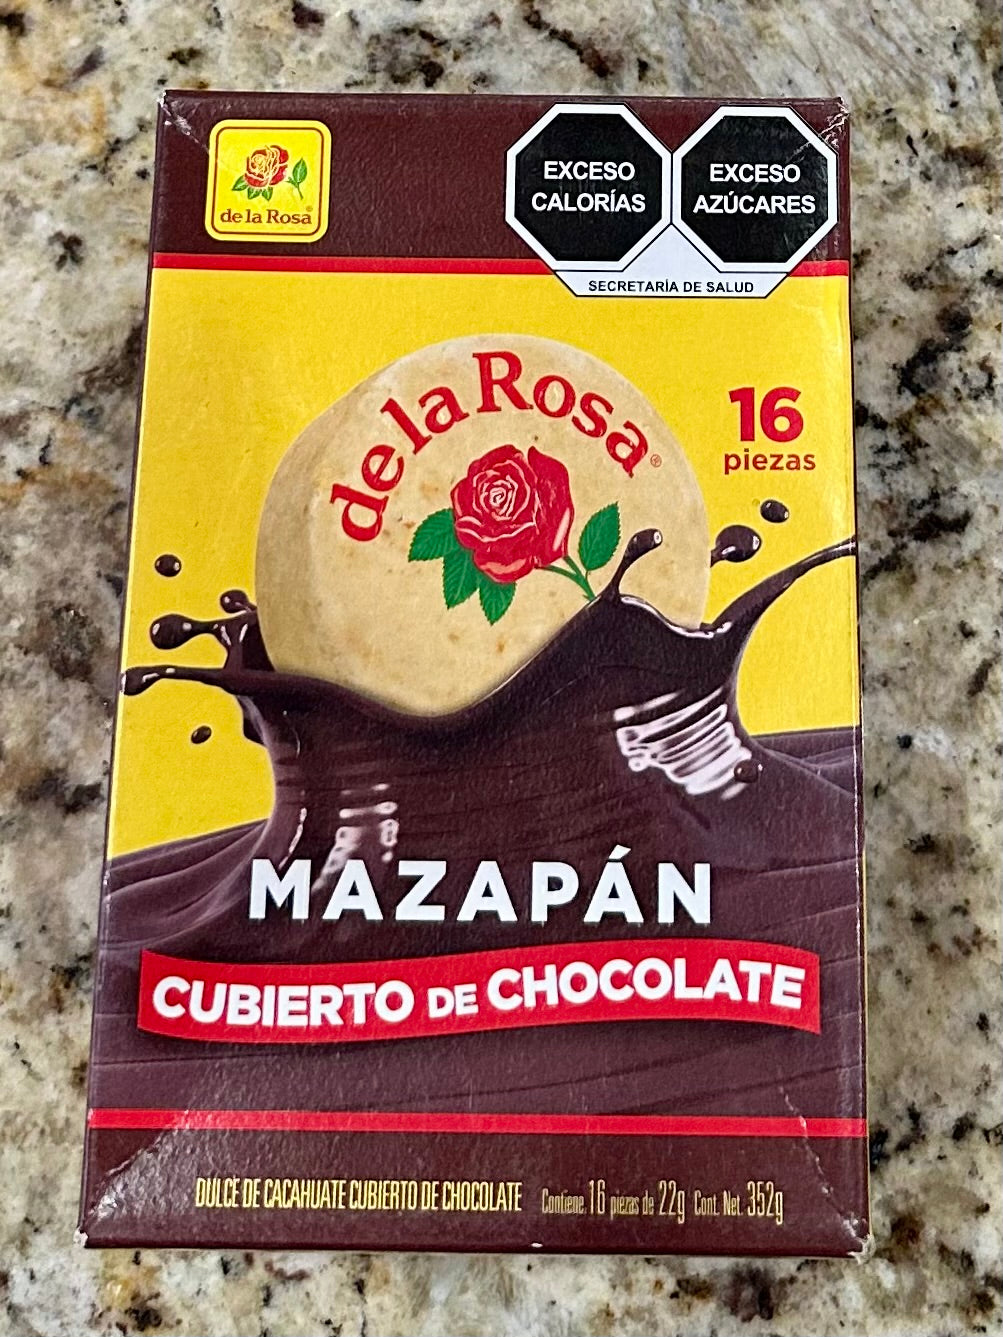 de la Rosa®
EXCESO
CALORÍAS
EXCESO
AZÚCARES
SECRETARÍA DE SALUD
de la Rosa®
16
piezas
MAZAPÁN
CUBIERTO DE CHOCOLATE
DULCE DE CACAHUATE CUBIERTO DE CHOCOLATE Contiene 16 piezas de 22g Cont. Net. 352g